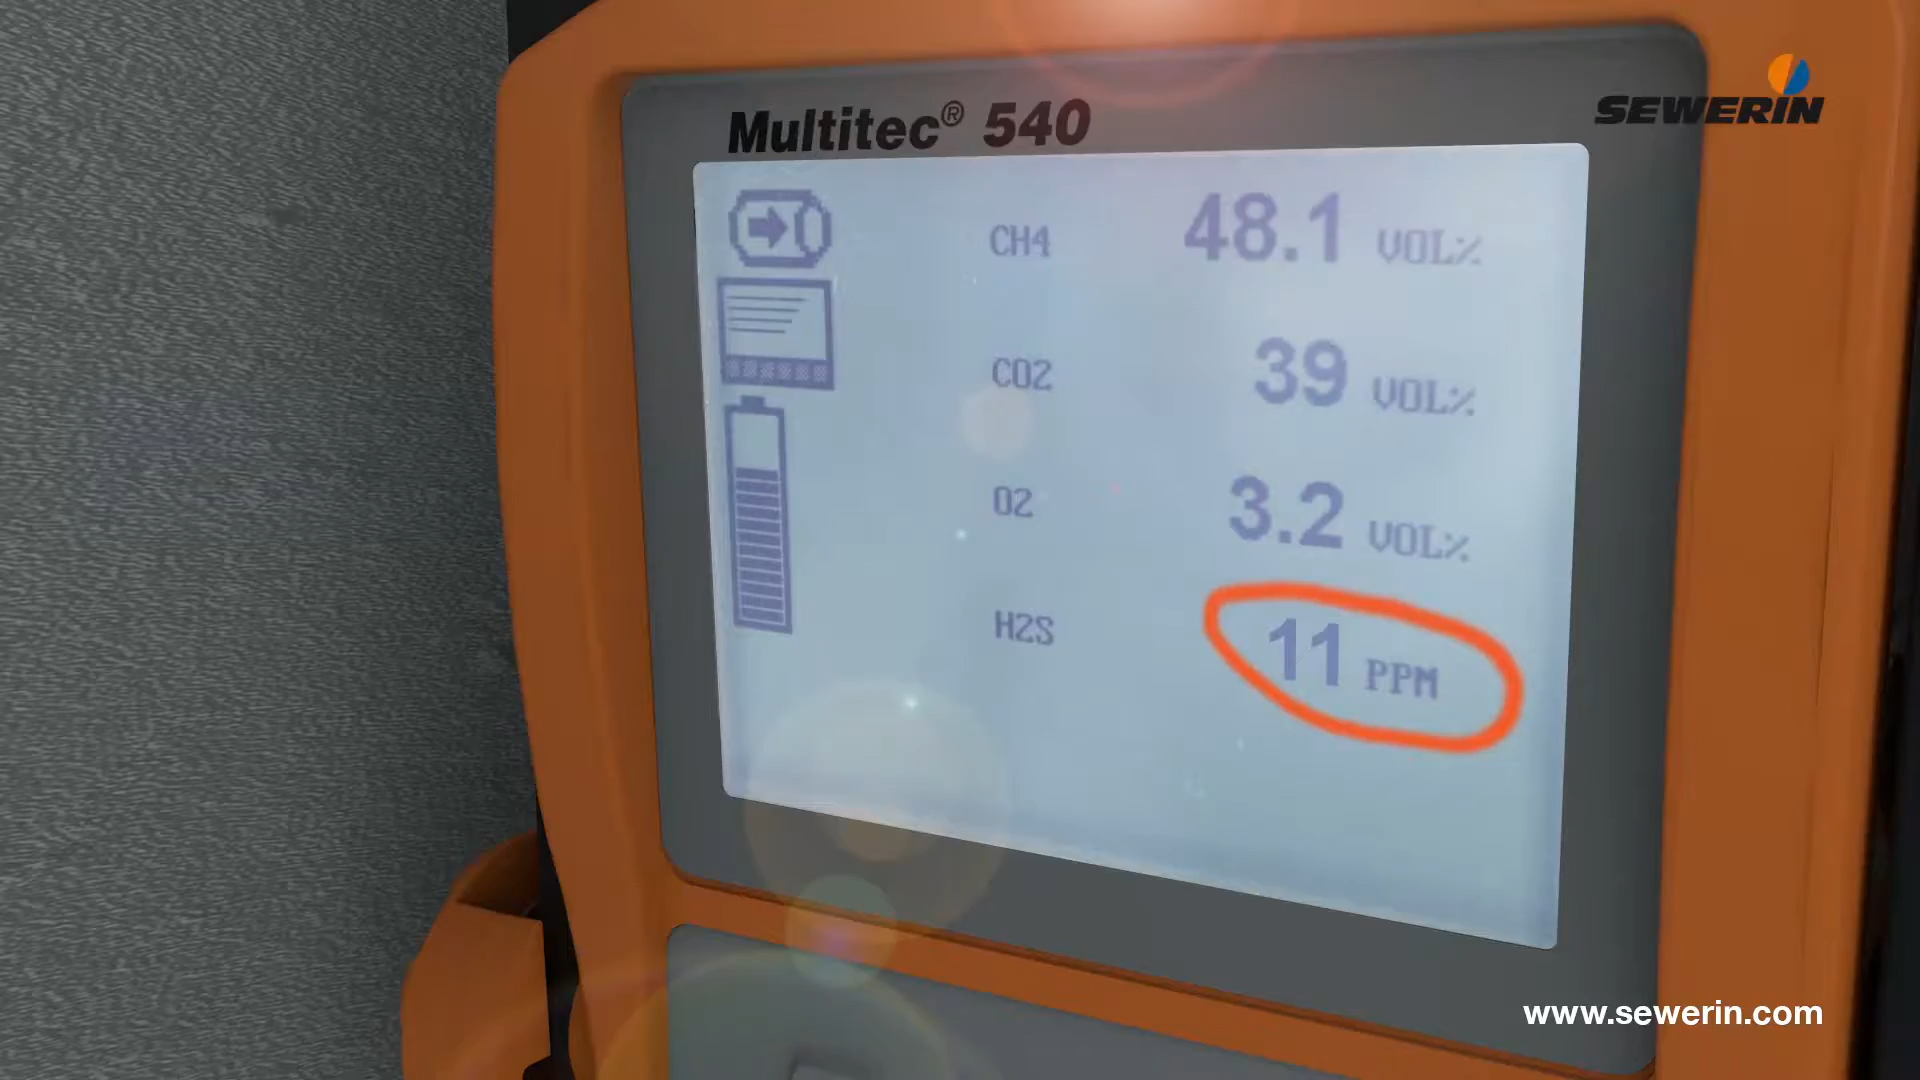 Multitec® 540
SEWERIN
CH4 48.1 VOL%
CO2 39 VOL%
O2 3.2 VOL%
H2S 11 PPM
www.sewerin.com